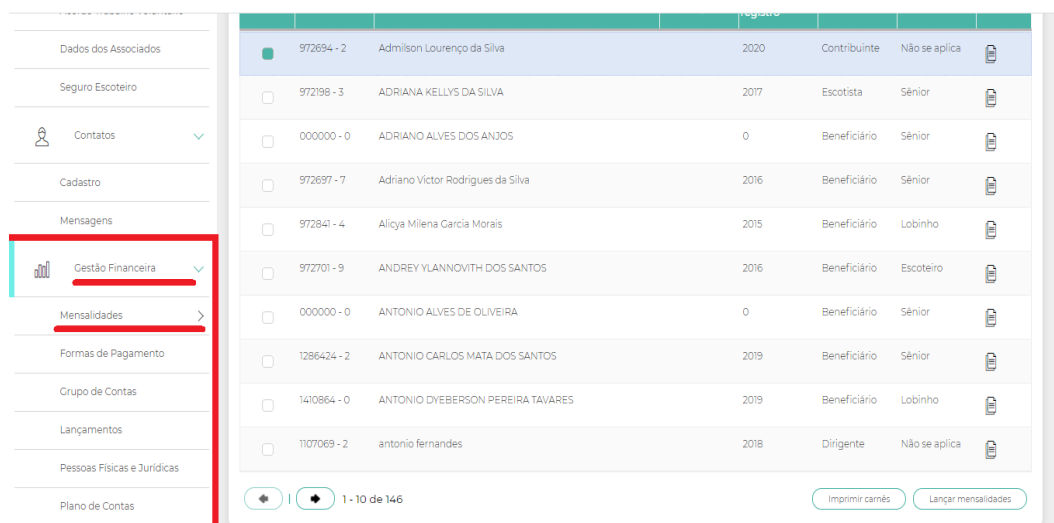 registro
Dados dos Associados
Seguro Escoteiro
Contatos
Cadastro
Mensagens
Gestão Financeira
Mensalidades
Formas de Pagamento
Grupo de Contas
Lançamentos
Pessoas Físicas e Jurídicas
Plano de Contas
972694 - 2 Admilson Lourenço da Silva 2020 Contribuinte Não se aplica
972198 - 3 ADRIANA KELLYS DA SILVA 2017 Escotista Sênior
000000 - 0 ADRIANO ALVES DOS ANJOS 0 Beneficiário Sênior
972697 - 7 Adriano Victor Rodrigues da Silva 2016 Beneficiário Sênior
972841 - 4 Alicya Milena Garcia Morais 2015 Beneficiário Lobinho
972701 - 9 ANDREY YLANNOVITH DOS SANTOS 2016 Beneficiário Escoteiro
000000 - 0 ANTONIO ALVES DE OLIVEIRA 0 Beneficiário Sênior
1286424 - 2 ANTONIO CARLOS MATA DOS SANTOS 2019 Beneficiário Sênior
1410864 - 0 ANTONIO DYEBERSON PEREIRA TAVARES 2019 Beneficiário Lobinho
1107069 - 2 antonio fernandes 2018 Dirigente Não se aplica
| 1 - 10 de 146 Imprimir carnês Lançar mensalidades